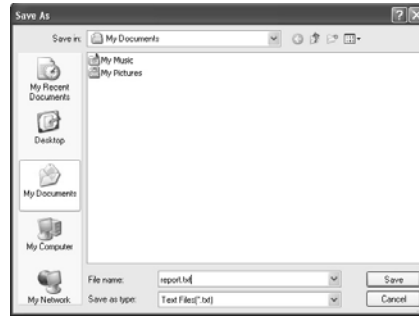 Save As
Save in: My Documents
My Music
My Pictures
My Recent
Documents
Desktop
My Documents
My Computer
My Network
File name: report.txt
Save
Save as type: Text Files(*.txt)
Cancel